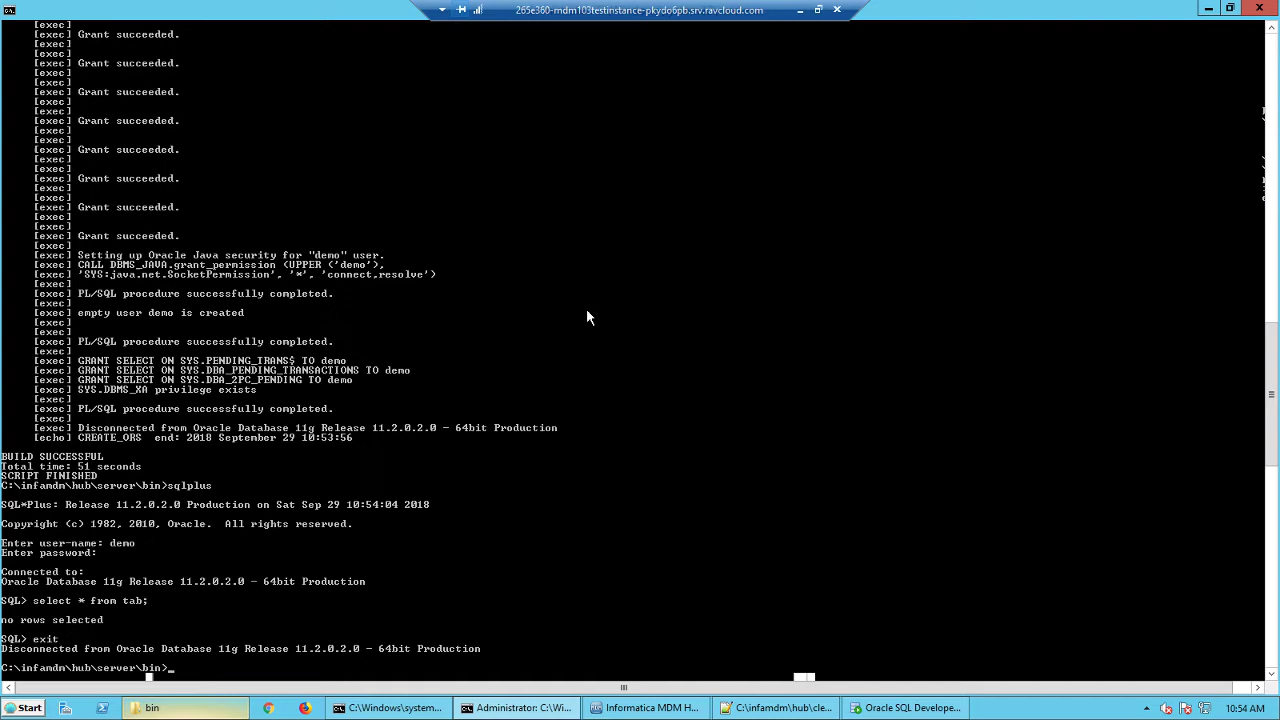 265e360-mdm103testinstance-pkydo6pb.srv.ravcloud.com
[exec]
[exec] Grant succeeded.
[exec]
[exec]
[exec] Grant succeeded.
[exec]
[exec]
[exec] Grant succeeded.
[exec]
[exec]
[exec] Grant succeeded.
[exec]
[exec]
[exec] Grant succeeded.
[exec]
[exec]
[exec] Grant succeeded.
[exec]
[exec]
[exec] Grant succeeded.
[exec]
[exec]
[exec] Grant succeeded.
[exec]
[exec] Setting up Oracle Java security for "demo" user.
[exec] CALL DBMS_JAVA.grant_permission (UPPER ('demo'),
[exec] 'SYS:java.net.SocketPermission', '*', 'connect,resolve')
[exec]
[exec] PL/SQL procedure successfully completed.
[exec]
[exec] empty user demo is created
[exec]
[exec]
[exec] PL/SQL procedure successfully completed.
[exec]
[exec] GRANT SELECT ON SYS.PENDING_TRANS$ TO demo
[exec] GRANT SELECT ON SYS.DBA_PENDING_TRANSACTIONS TO demo
[exec] GRANT SELECT ON SYS.DBA_2PC_PENDING TO demo
[exec] SYS.DBMS_XA privilege exists
[exec]
[exec] PL/SQL procedure successfully completed.
[exec]
[exec] Disconnected from Oracle Database 11g Release 11.2.0.2.0 - 64bit Production
[echo] CREATE_ORS  end: 2018 September 29 10:53:56
BUILD SUCCESSFUL
Total time: 51 seconds
SCRIPT FINISHED
C:\infamdm\hub\server\bin>sqlplus
SQL*Plus: Release 11.2.0.2.0 Production on Sat Sep 29 10:54:04 2018
Copyright (c) 1982, 2010, Oracle.  All rights reserved.
Enter user-name: demo
Enter password:
Connected to:
Oracle Database 11g Release 11.2.0.2.0 - 64bit Production
SQL> select * from tab;
no rows selected
SQL> exit
Disconnected from Oracle Database 11g Release 11.2.0.2.0 - 64bit Production
C:\infamdm\hub\server\bin>_
Start bin C:\Windows\system... Administrator: C:\Wi... Informatica MDM H... C:\infamdm\hub\cle... Oracle SQL Develope... 10:54 AM